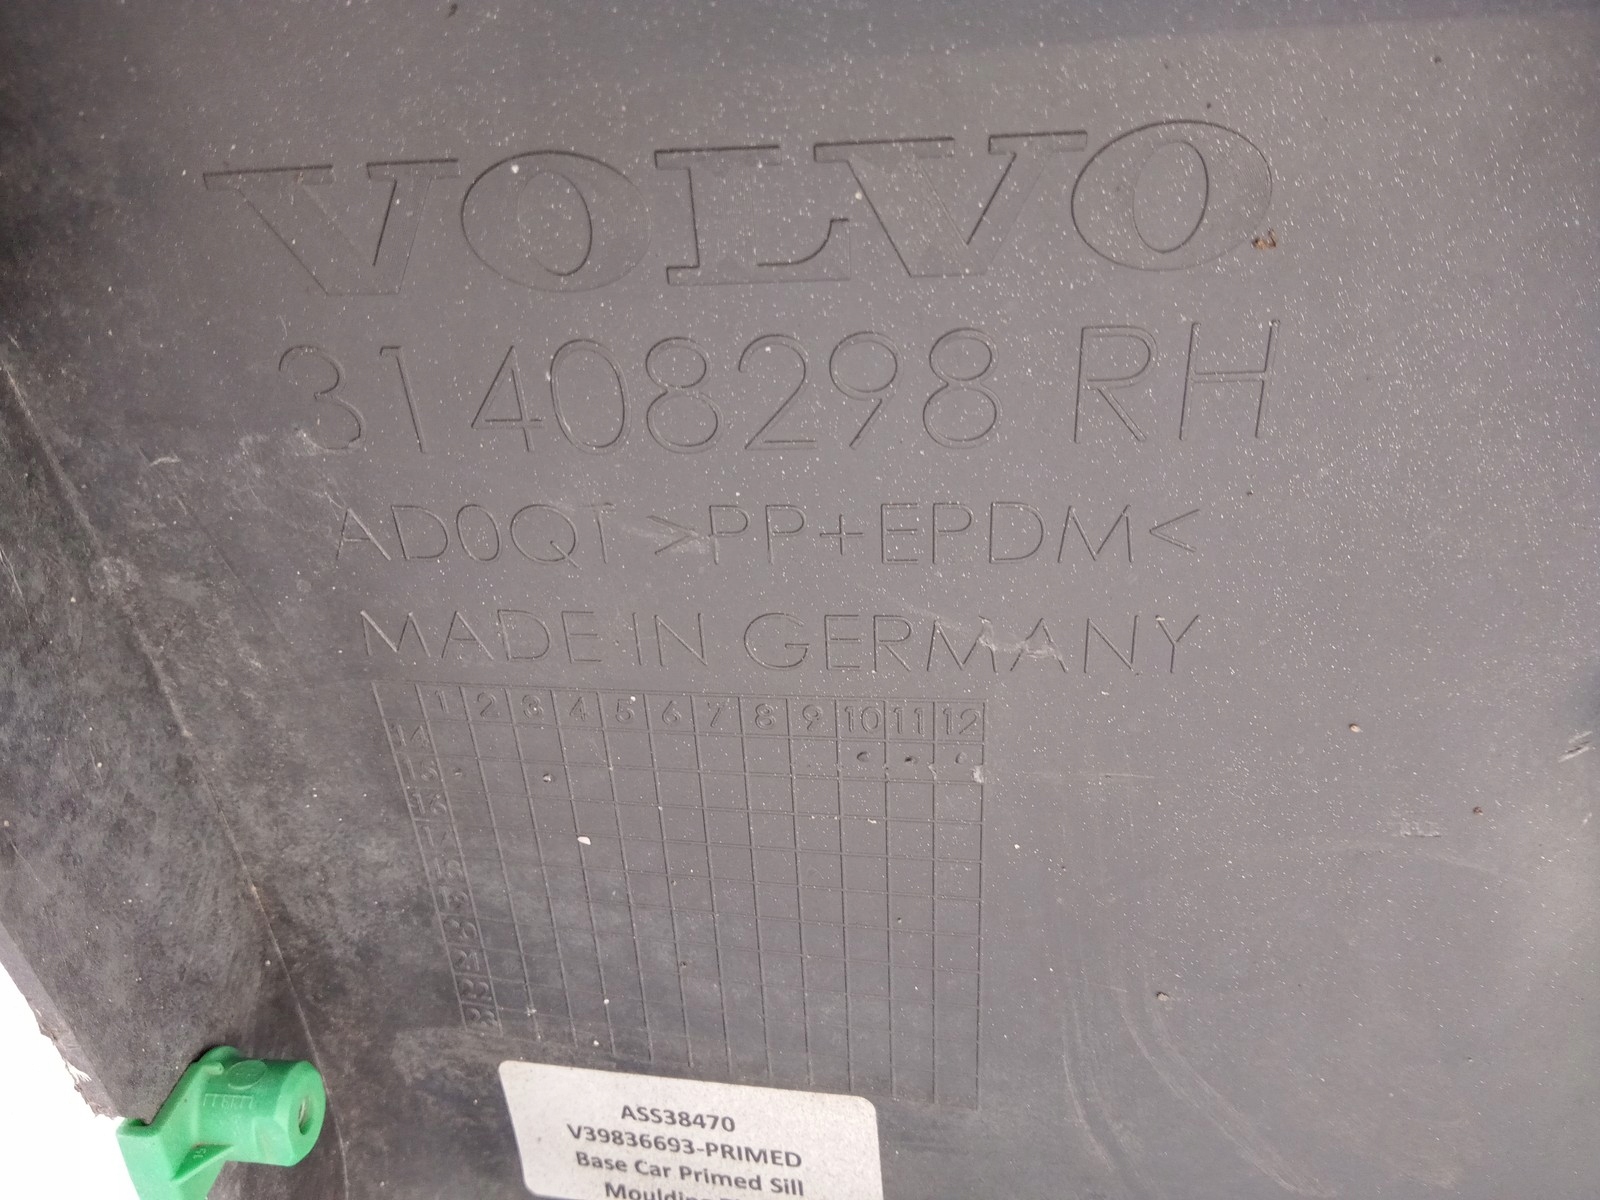 VOLVO
31408298 RH
AD0QT >PP+EPDM<
MADE IN GERMANY
1 2 3 4 5 6 7 8 9 10 11 12
14
ASS38470
V39836693-PRIMED
Base Car Primed Sill